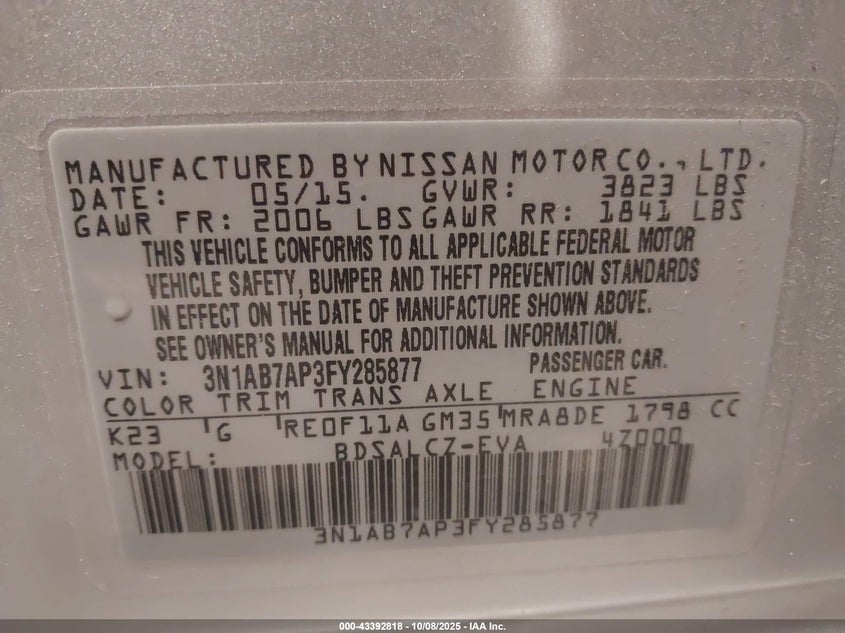 MANUFACTURED BY NISSAN MOTOR CO., LTD.
DATE: 05/15. GVWR: 3823 LBS
GAWR FR: 2006 LBS GAWR RR: 1841 LBS
THIS VEHICLE CONFORMS TO ALL APPLICABLE FEDERAL MOTOR
VEHICLE SAFETY, BUMPER AND THEFT PREVENTION STANDARDS
IN EFFECT ON THE DATE OF MANUFACTURE SHOWN ABOVE.
SEE OWNER'S MANUAL FOR ADDITIONAL INFORMATION.
VIN: 3N1AB7AP3FY285877 PASSENGER CAR.
COLOR TRIM TRANS AXLE ENGINE
K23 G RE0F11A GM35 MRA8DE 1798 CC
MODEL: BDSALCZ-EVA 4Z000
3N1AB7AP3FY285877
000-43392818 - 10/08/2025 - IAA Inc.